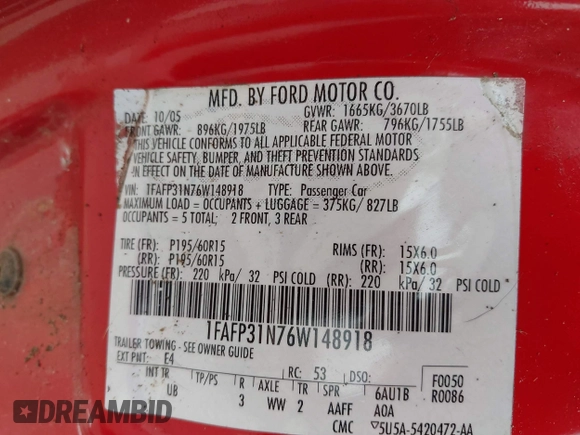 MFD. BY FORD MOTOR CO.
DATE: 10/05 GVWR: 1665KG/3670LB
FRONT GAWR: 896KG/1975LB REAR GAWR: 796KG/1755LB
THIS VEHICLE CONFORMS TO ALL APPLICABLE FEDERAL MOTOR
VEHICLE SAFETY, BUMPER, AND THEFT PREVENTION STANDARDS
IN EFFECT ON THE DATE OF MANUFACTURE SHOWN ABOVE.
VIN: 1FAFP31N76W148918 TYPE: Passenger Car
MAXIMUM LOAD = OCCUPANTS + LUGGAGE = 375KG/ 827LB
OCCUPANTS = 5 TOTAL; 2 FRONT, 3 REAR
TIRE (FR): P195/60R15 RIMS (FR): 15X6.0
(RR): P195/60R15 (RR): 15X6.0
PRESSURE (FR): 220 kPa/ 32 PSI COLD (RR): 220 kPa/ 32 PSI COLD
1FAFP31N76W148918
TRAILER TOWING - SEE OWNER GUIDE
EXT PNT: E4 RC: 53 DSO: F0050
INT TR TP/PS R AXLE TR SPR 6AU1B R0086
UB 3 WW 2 AAFF A0A
CMC 5U5A-5420472-AA
DREAMBID